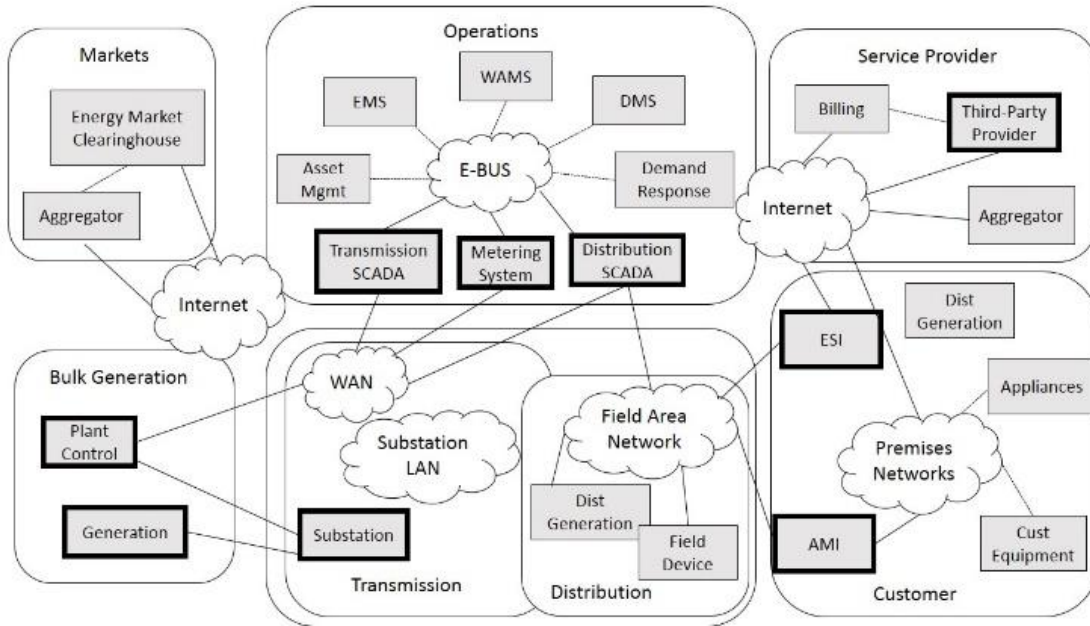 Markets
Energy Market
Clearinghouse
Aggregator
Internet
Operations
WAMS
EMS
DMS
E-BUS
Asset
Mgmt
Demand
Response
Transmission
SCADA
Metering
System
Distribution
SCADA
Service Provider
Billing
Third-Party
Provider
Internet
Aggregator
Bulk Generation
Plant
Control
Generation
WAN
Substation
LAN
Substation
Transmission
Field Area
Network
Dist
Generation
Field
Device
Distribution
ESI
Dist
Generation
Appliances
Premises
Networks
AMI
Cust
Equipment
Customer